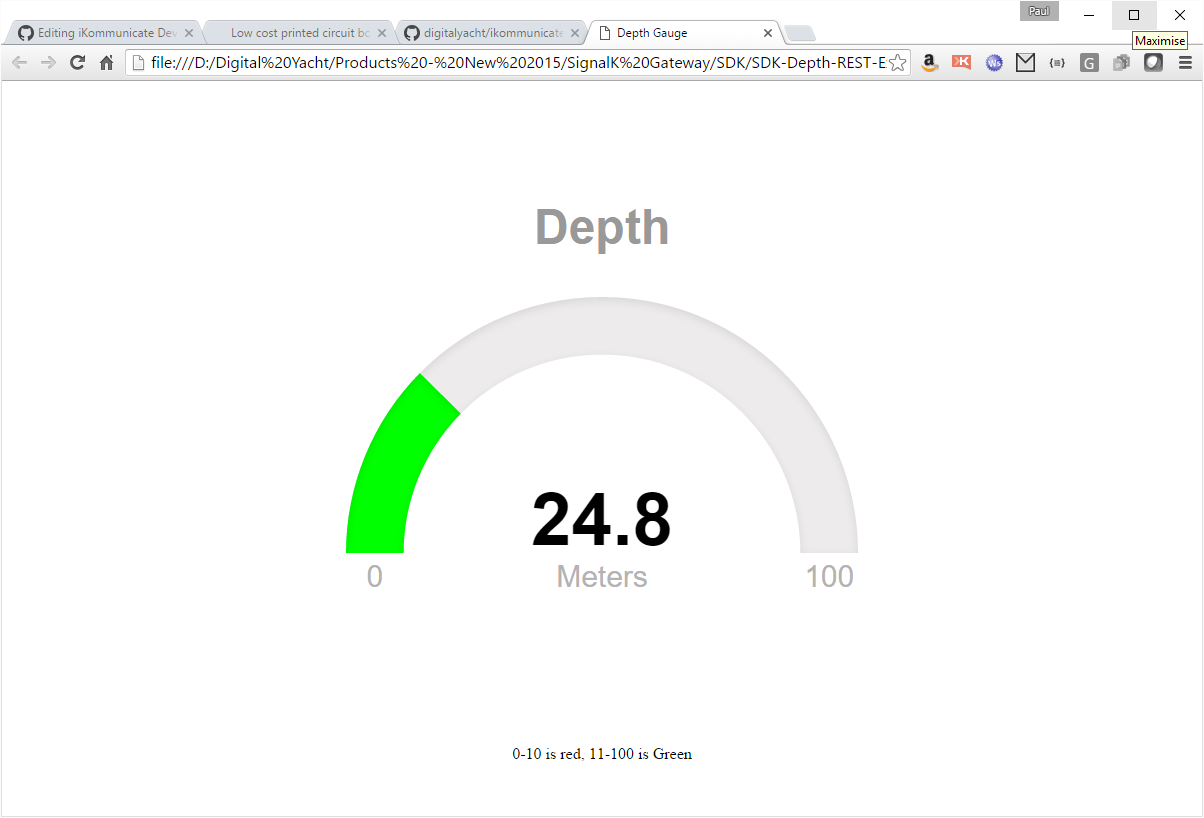 Paul
Editing iKommunicate Dev
Low cost printed circuit bo
digitalyacht/ikommunicate
Depth Gauge
Maximise
file:///D:/Digital%20Yacht/Products%20-%20New%202015/SignalK%20Gateway/SDK/SDK-Depth-REST-E
Depth
24.8
0 Meters 100
0-10 is red, 11-100 is Green